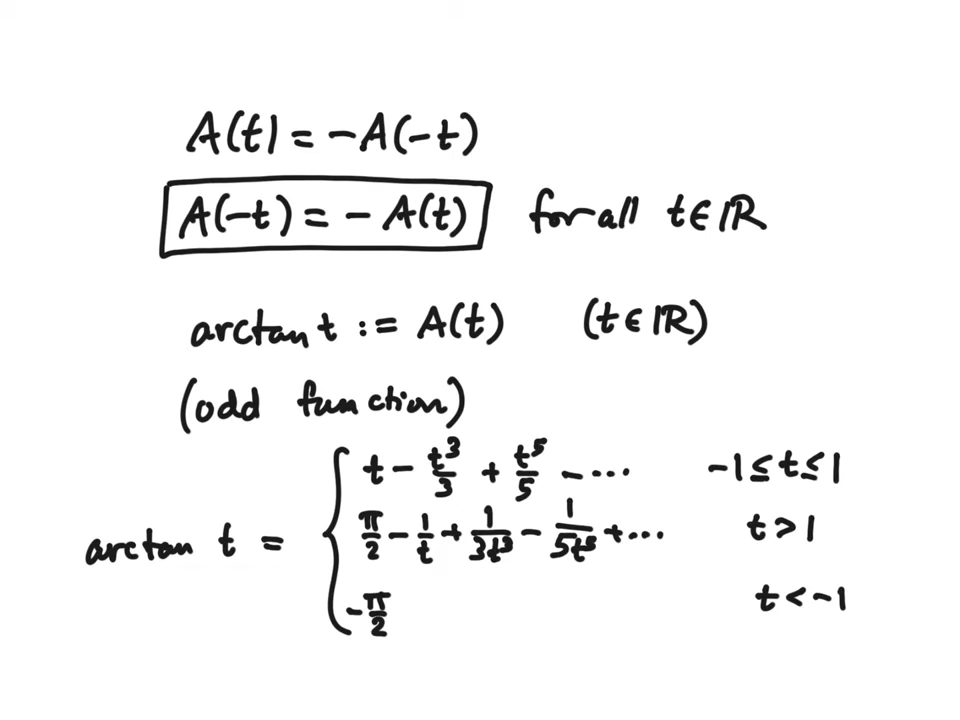 A(t) = -A(-t)
A(-t) = - A(t) for all t ∈ ℝ
arctan t := A(t) (t ∈ ℝ)
(odd function)
t - t³/3 + t⁵/5 - ... -1 ≤ t ≤ 1
arctan t = { π/2 - 1/t + 1/3t³ - 1/5t⁵ + ... t > 1
-π/2 t < -1